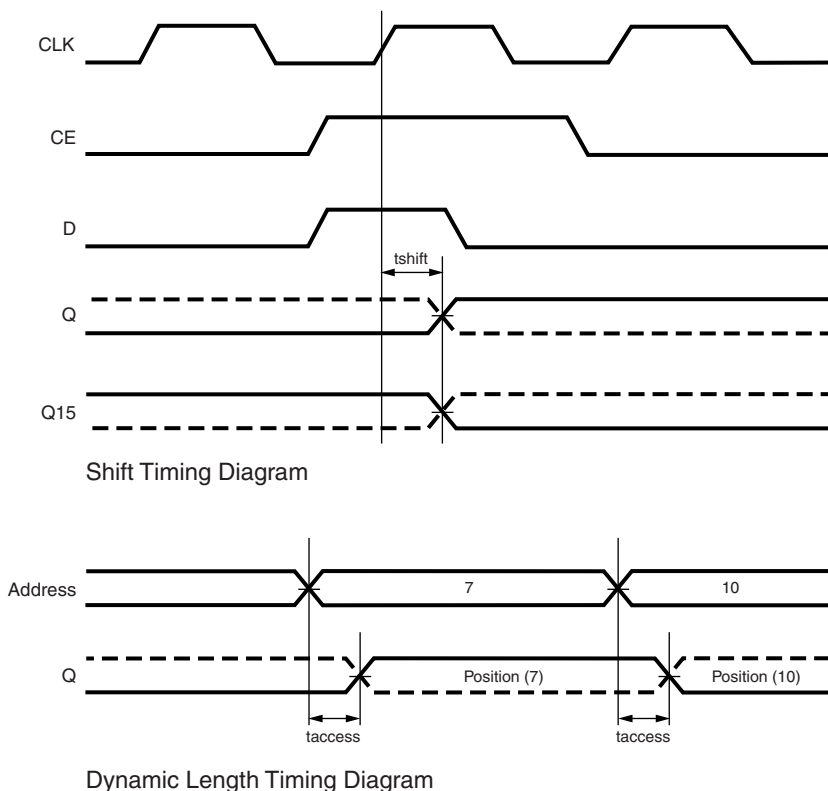 CLK
CE
D
tshift
Q
Q15
Shift Timing Diagram
Address 7 10
Q Position (7) Position (10)
taccess taccess
Dynamic Length Timing Diagram